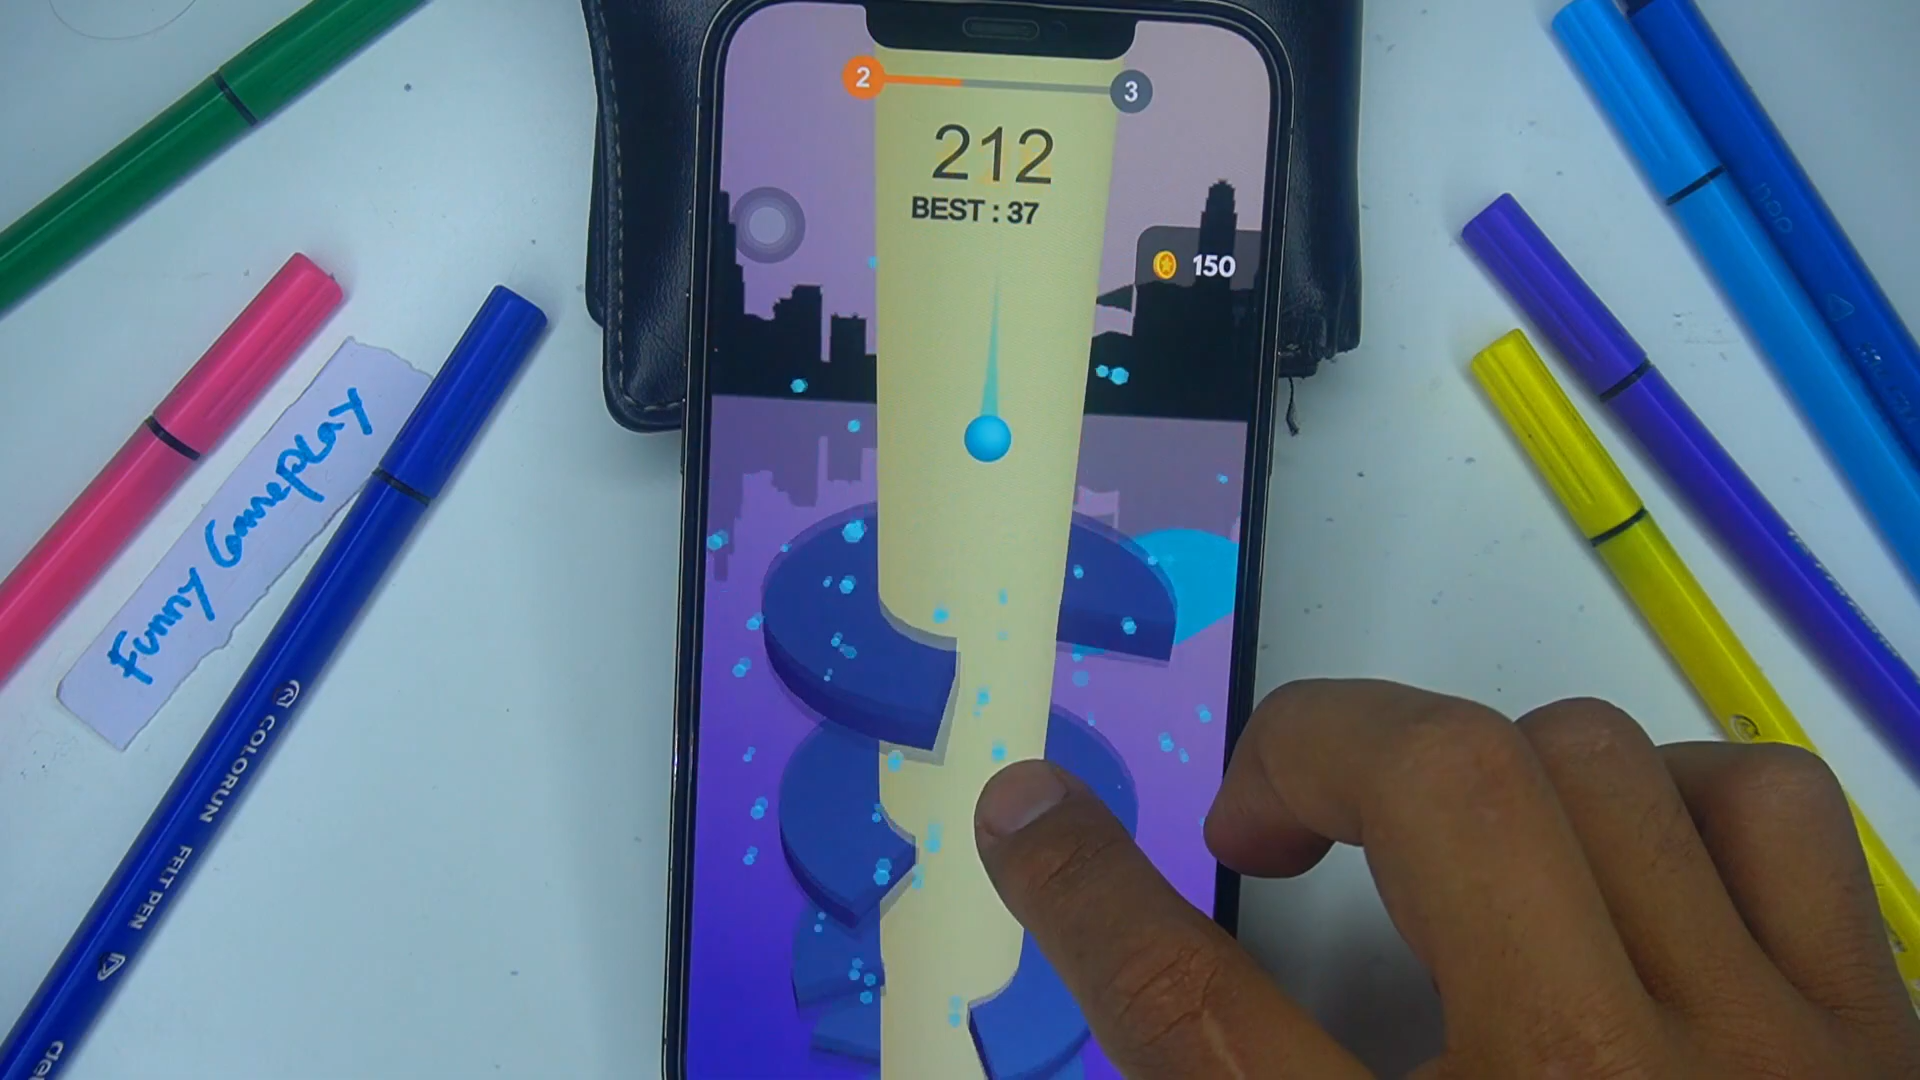 2
3
212
BEST : 37
150
Funny Gameplay
COLORUN
FELT PEN